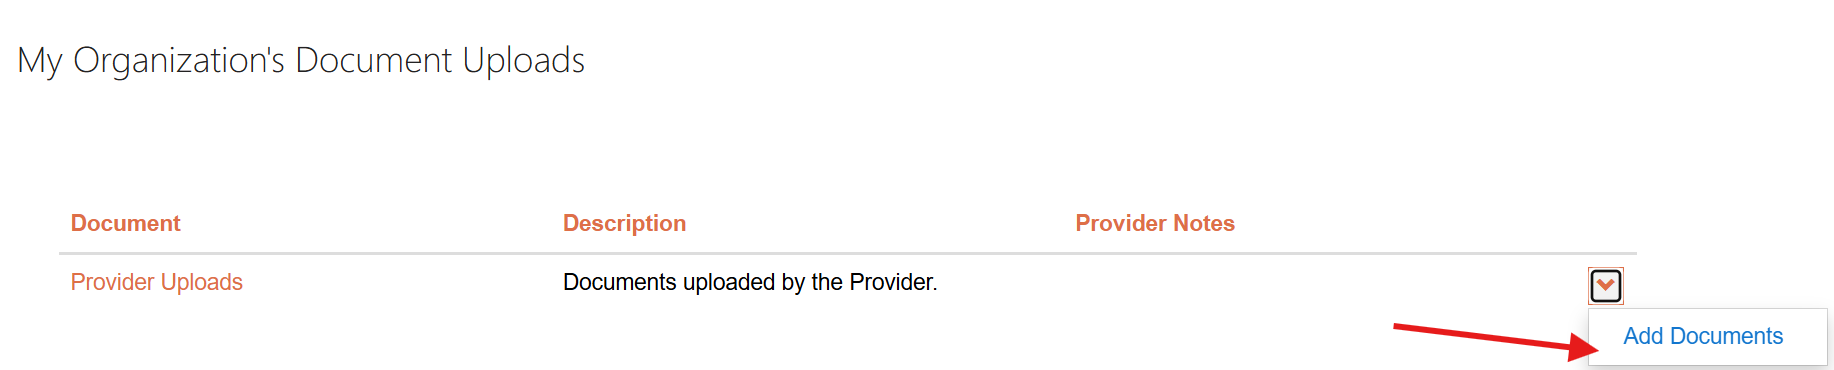 My Organization's Document Uploads
Document Description Provider Notes
Provider Uploads Documents uploaded by the Provider.
Add Documents